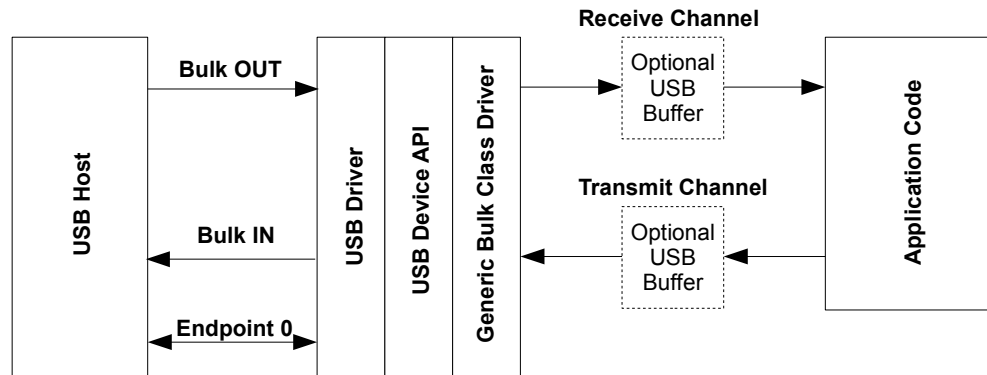 Receive Channel
Bulk OUT
Optional
USB
Buffer
USB Host
USB Driver
USB Device API
Generic Bulk Class Driver
Application Code
Transmit Channel
Bulk IN
Optional
USB
Buffer
Endpoint 0